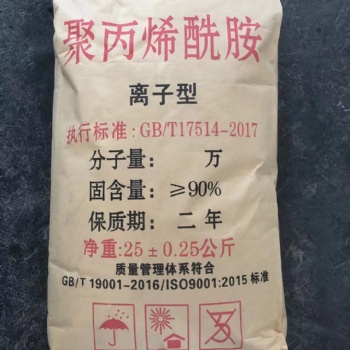 聚丙烯酰胺
离子型
执行标准:GB/T17514-2017
分子量: 万
固含量: ≥90%
保质期: 二年
净重:25±0.25公斤
质量管理体系符合
GB/T 19001-2016/ISO9001:2015 标准